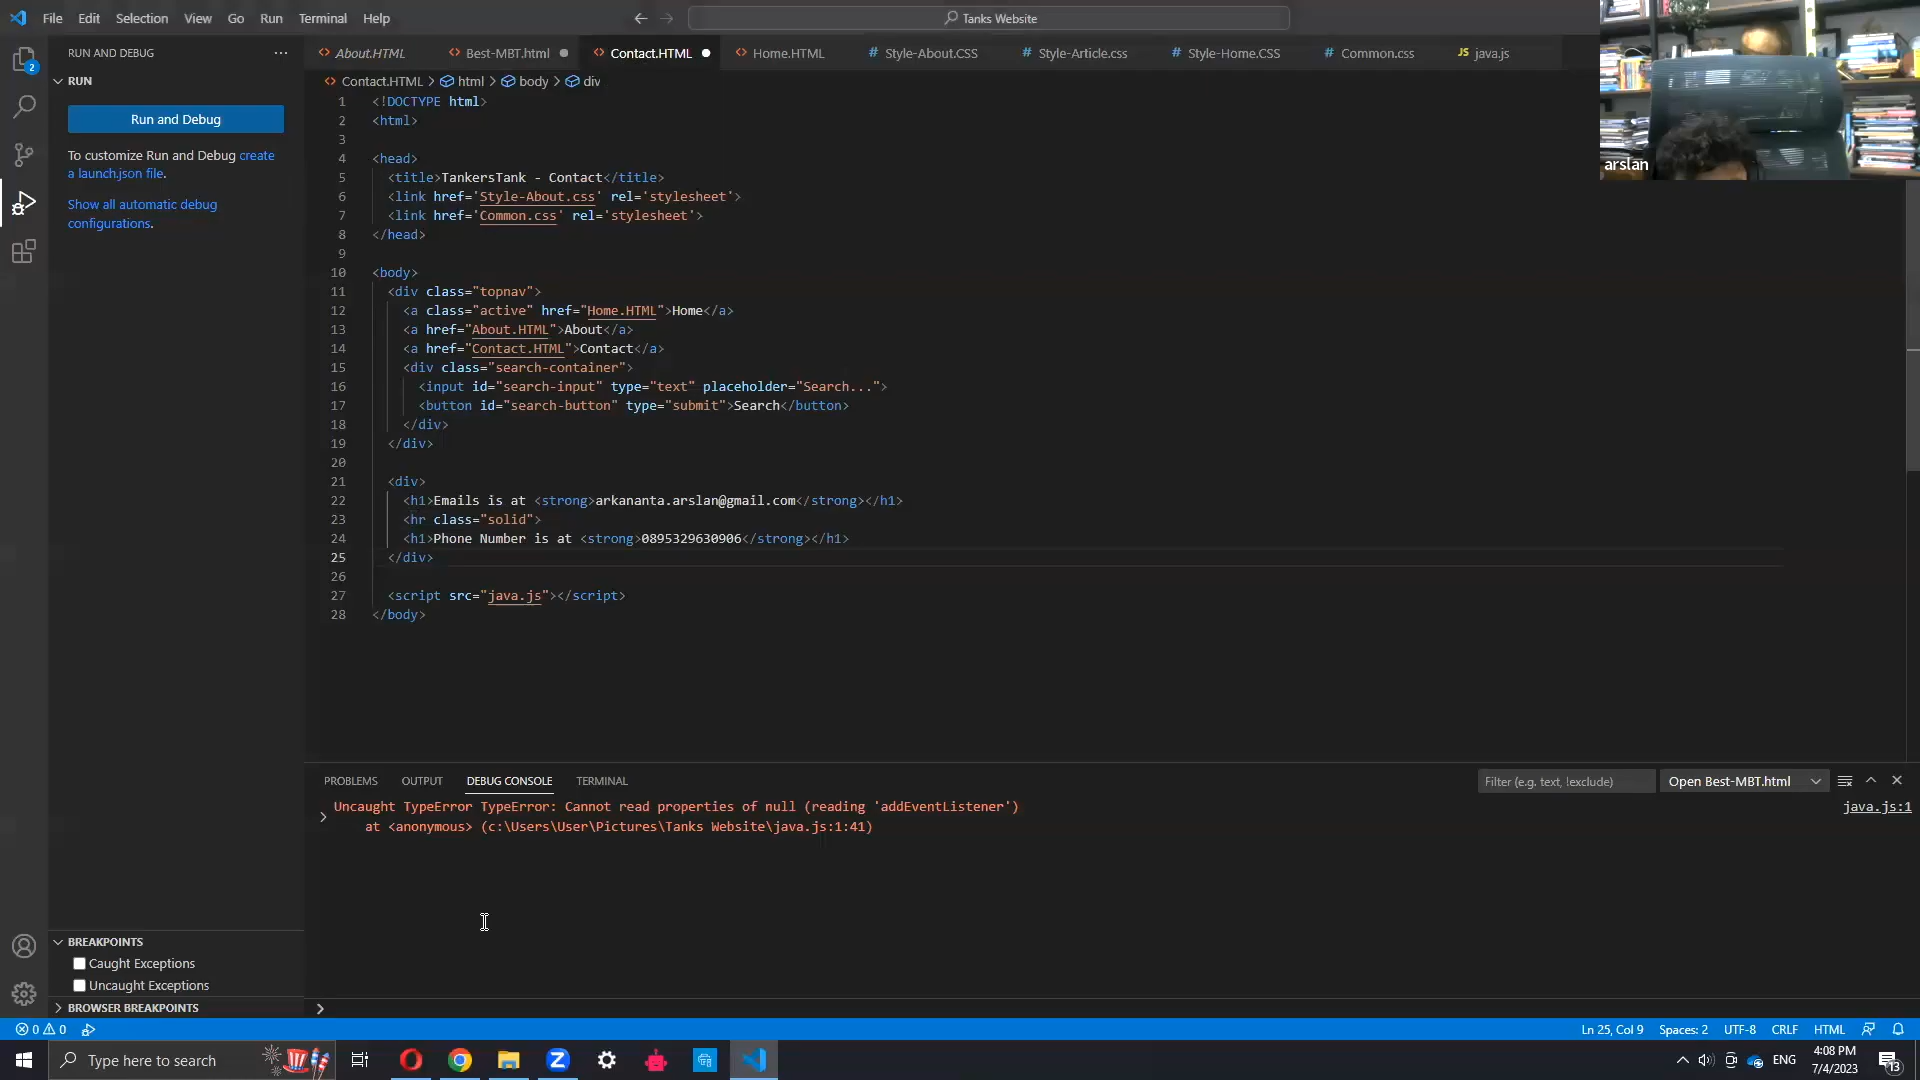 File Edit Selection View Go Run Terminal Help
Tanks Website
RUN AND DEBUG ...
About.HTML Best-MBT.html Contact.HTML Home.HTML Style-About.CSS Style-Article.css Style-Home.CSS Common.css JS java.js
2
RUN
Contact.HTML > html > body > div
Run and Debug
To customize Run and Debug create
a launch.json file.
Show all automatic debug
configurations.
1 <!DOCTYPE html>
2 <html>
3
4 <head>
5 <title>TankersTank - Contact</title>
6 <link href='Style-About.css' rel='stylesheet'>
7 <link href='Common.css' rel='stylesheet'>
8 </head>
9
10 <body>
11 <div class="topnav">
12 <a class="active" href="Home.HTML">Home</a>
13 <a href="About.HTML">About</a>
14 <a href="Contact.HTML">Contact</a>
15 <div class="search-container">
16 <input id="search-input" type="text" placeholder="Search...">
17 <button id="search-button" type="submit">Search</button>
18 </div>
19 </div>
20
21 <div>
22 <h1>Emails is at <strong>arkananta.arslan@gmail.com</strong></h1>
23 <hr class="solid">
24 <h1>Phone Number is at <strong>0895329630906</strong></h1>
25 </div>
26
27 <script src="java.js"></script>
28 </body>
arslan
PROBLEMS OUTPUT DEBUG CONSOLE TERMINAL
Filter (e.g. text, !exclude)
Open Best-MBT.html
Uncaught TypeError TypeError: Cannot read properties of null (reading 'addEventListener')
java.js:1
at <anonymous> (c:\Users\User\Pictures\Tanks Website\java.js:1:41)
BREAKPOINTS
Caught Exceptions
Uncaught Exceptions
BROWSER BREAKPOINTS
0 0
Ln 25, Col 9 Spaces: 2 UTF-8 CRLF HTML
Type here to search
ENG
4:08 PM
7/4/2023
13